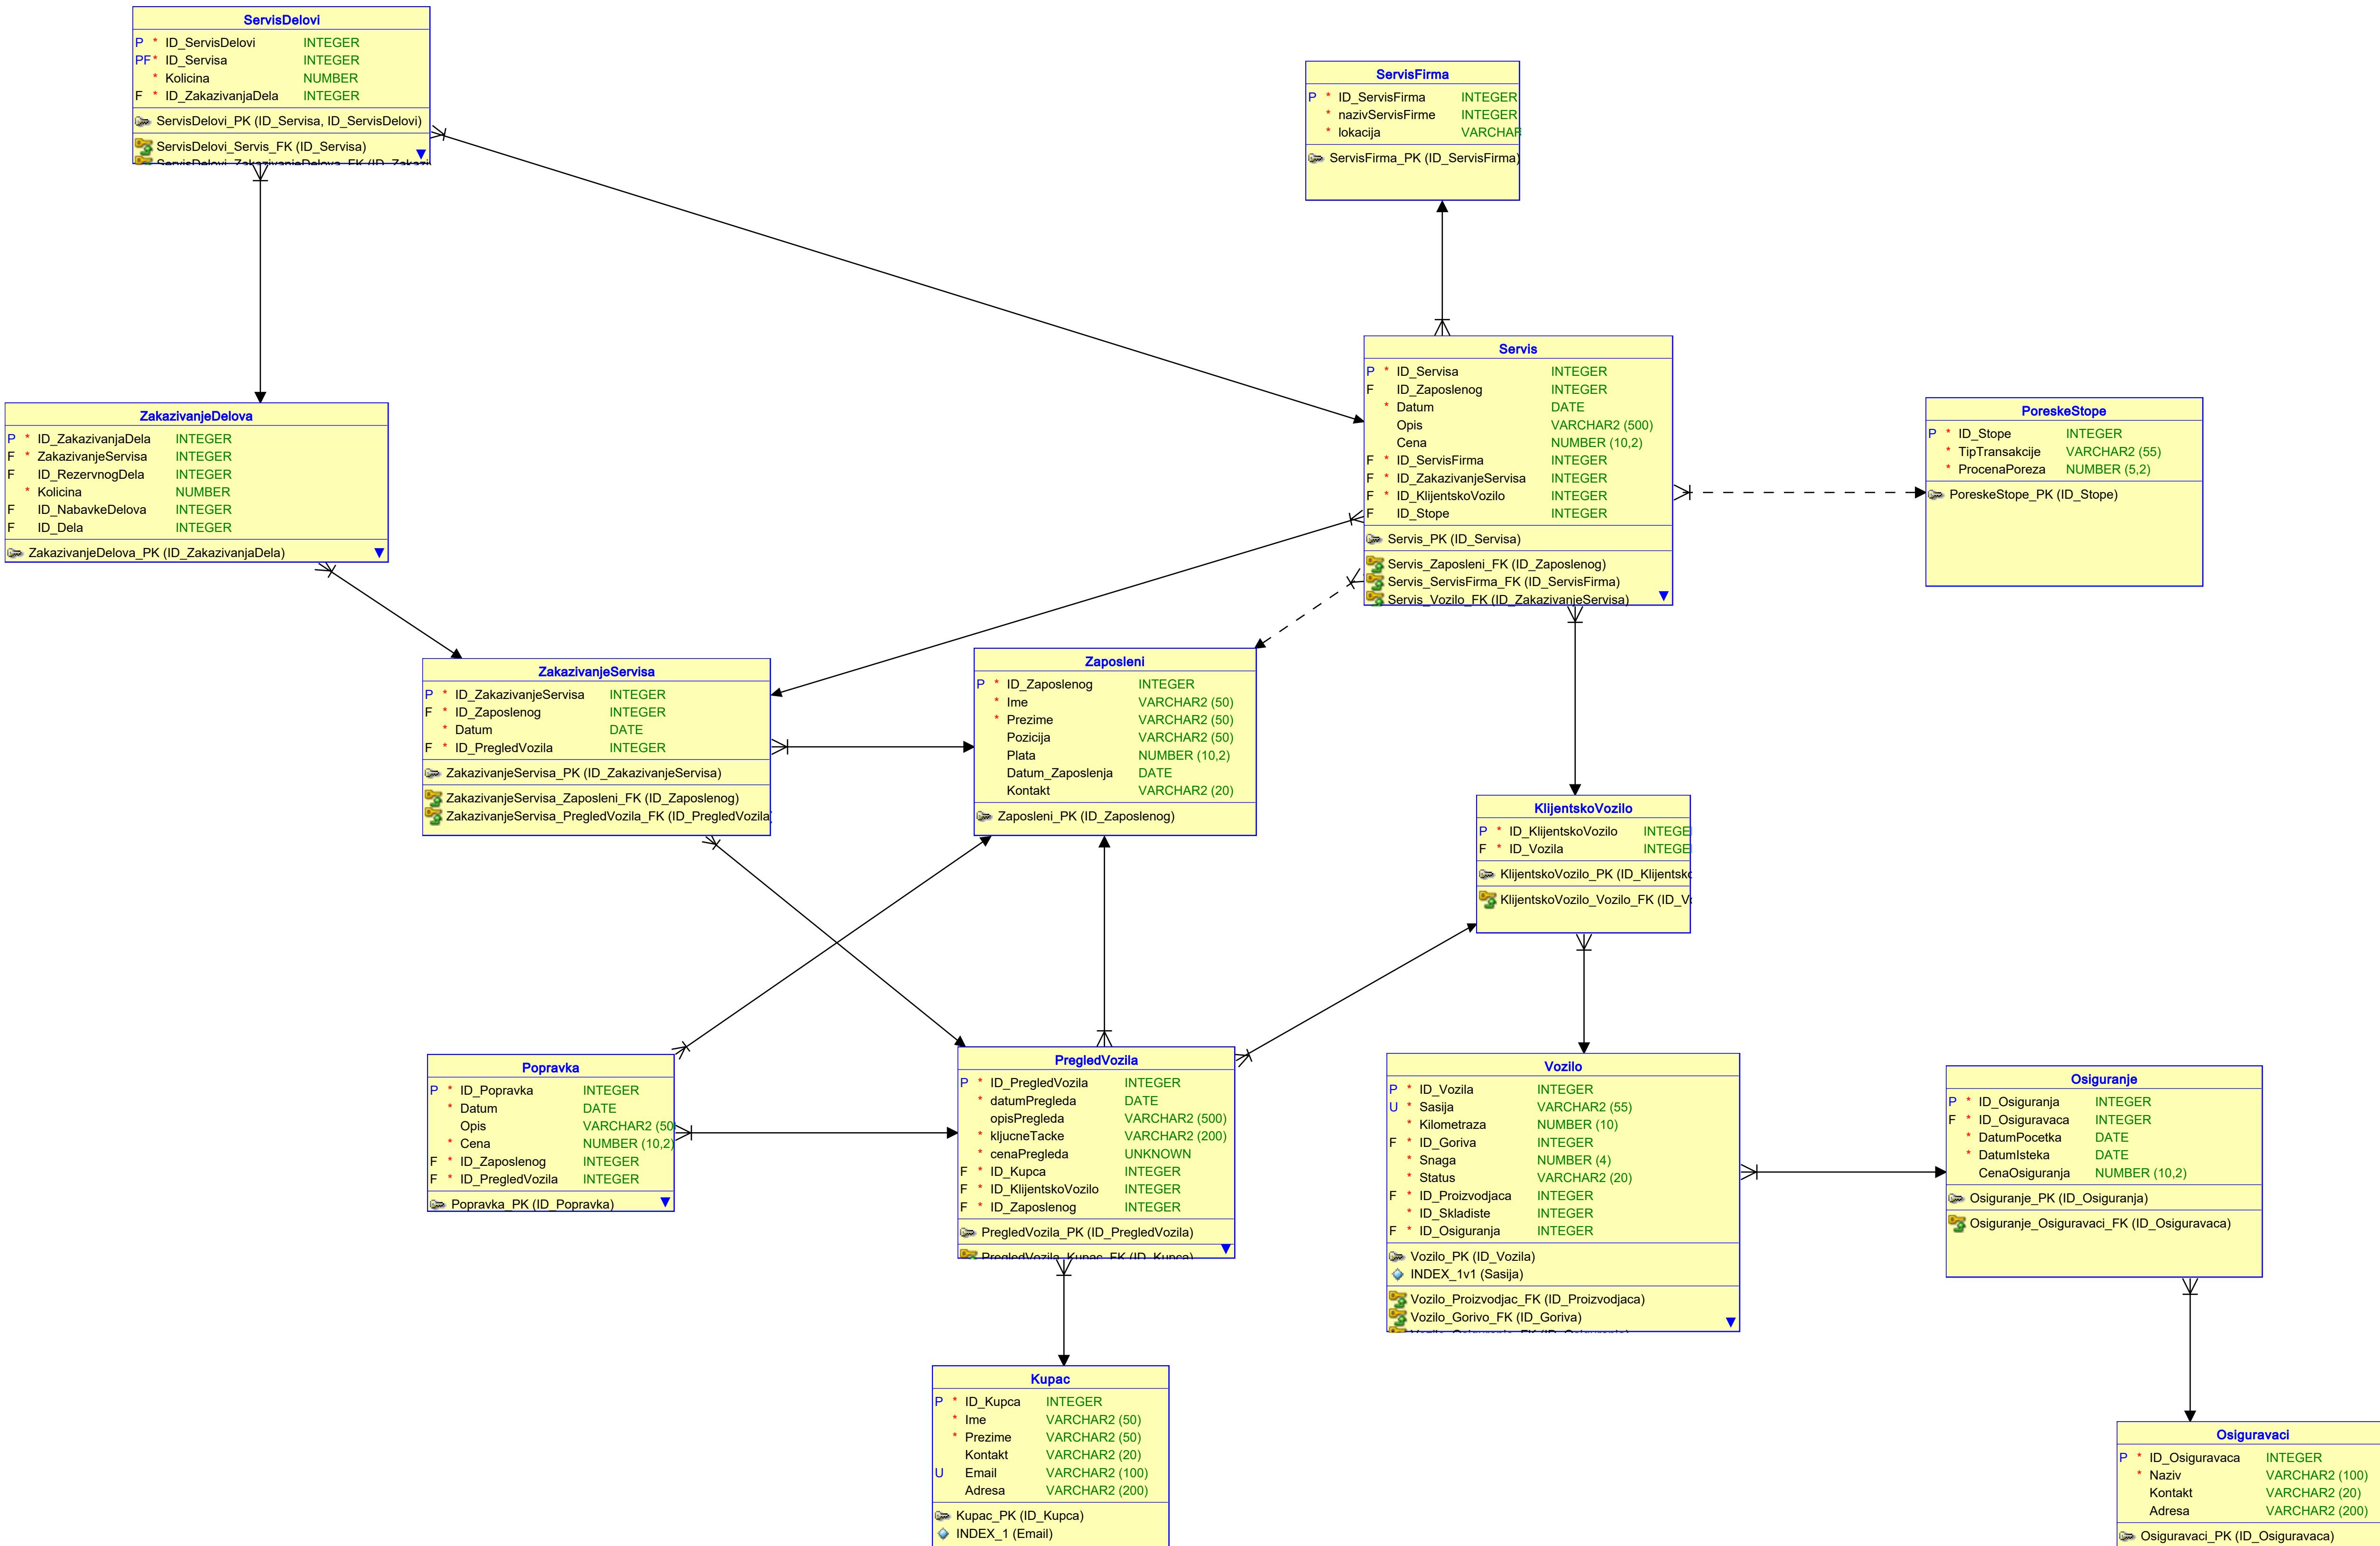 ServisDelovi
P * ID_ServisDelovi INTEGER
PF * ID_Servisa INTEGER
* Kolicina NUMBER
F * ID_ZakazivanjaDela INTEGER
ServisDelovi_PK (ID_Servisa, ID_ServisDelovi)
ServisDelovi_Servis_FK (ID_Servisa)
ServisDelovi_ZakazivanjeDelova_FK (ID_Zakazi
ServisFirma
P * ID_ServisFirma INTEGER
* nazivServisFirme INTEGER
* lokacija VARCHAR
ServisFirma_PK (ID_ServisFirma)
Servis
P * ID_Servisa INTEGER
F ID_Zaposlenog INTEGER
* Datum DATE
Opis VARCHAR2 (500)
Cena NUMBER (10,2)
F * ID_ServisFirma INTEGER
F * ID_ZakazivanjeServisa INTEGER
F * ID_KlijentskoVozilo INTEGER
F ID_Stope INTEGER
Servis_PK (ID_Servisa)
Servis_Zaposleni_FK (ID_Zaposlenog)
Servis_ServisFirma_FK (ID_ServisFirma)
Servis_Vozilo_FK (ID_ZakazivanjeServisa)
PoreskeStope
P * ID_Stope INTEGER
* TipTransakcije VARCHAR2 (55)
* ProcenaPoreza NUMBER (5,2)
PoreskeStope_PK (ID_Stope)
ZakazivanjeDelova
P * ID_ZakazivanjaDela INTEGER
F * ZakazivanjeServisa INTEGER
F ID_RezervnogDela INTEGER
* Kolicina NUMBER
F ID_NabavkeDelova INTEGER
F ID_Dela INTEGER
ZakazivanjeDelova_PK (ID_ZakazivanjaDela)
ZakazivanjeServisa
P * ID_ZakazivanjeServisa INTEGER
F * ID_Zaposlenog INTEGER
* Datum DATE
F * ID_PregledVozila INTEGER
ZakazivanjeServisa_PK (ID_ZakazivanjeServisa)
ZakazivanjeServisa_Zaposleni_FK (ID_Zaposlenog)
ZakazivanjeServisa_PregledVozila_FK (ID_PregledVozila
Zaposleni
P * ID_Zaposlenog INTEGER
* Ime VARCHAR2 (50)
* Prezime VARCHAR2 (50)
Pozicija VARCHAR2 (50)
Plata NUMBER (10,2)
Datum_Zaposlenja DATE
Kontakt VARCHAR2 (20)
Zaposleni_PK (ID_Zaposlenog)
KlijentskoVozilo
P * ID_KlijentskoVozilo INTEGE
F * ID_Vozila INTEGE
KlijentskoVozilo_PK (ID_Klijentsko
KlijentskoVozilo_Vozilo_FK (ID_V
Popravka
P * ID_Popravka INTEGER
* Datum DATE
Opis VARCHAR2 (50
* Cena NUMBER (10,2)
F * ID_Zaposlenog INTEGER
F * ID_PregledVozila INTEGER
Popravka_PK (ID_Popravka)
PregledVozila
P * ID_PregledVozila INTEGER
* datumPregleda DATE
opisPregleda VARCHAR2 (500)
* kljucneTacke VARCHAR2 (200)
* cenaPregleda UNKNOWN
F * ID_Kupca INTEGER
F * ID_KlijentskoVozilo INTEGER
F * ID_Zaposlenog INTEGER
PregledVozila_PK (ID_PregledVozila)
PregledVozila_Kupac_FK (ID_Kupca)
Vozilo
P * ID_Vozila INTEGER
U * Sasija VARCHAR2 (55)
* Kilometraza NUMBER (10)
F * ID_Goriva INTEGER
* Snaga NUMBER (4)
* Status VARCHAR2 (20)
F * ID_Proizvodjaca INTEGER
* ID_Skladiste INTEGER
F * ID_Osiguranja INTEGER
Vozilo_PK (ID_Vozila)
INDEX_1v1 (Sasija)
Vozilo_Proizvodjac_FK (ID_Proizvodjaca)
Vozilo_Gorivo_FK (ID_Goriva)
Osiguranje
P * ID_Osiguranja INTEGER
F * ID_Osiguravaca INTEGER
* DatumPocetka DATE
* DatumIsteka DATE
CenaOsiguranja NUMBER (10,2)
Osiguranje_PK (ID_Osiguranja)
Osiguranje_Osiguravaci_FK (ID_Osiguravaca)
Kupac
P * ID_Kupca INTEGER
* Ime VARCHAR2 (50)
* Prezime VARCHAR2 (50)
Kontakt VARCHAR2 (20)
U Email VARCHAR2 (100)
Adresa VARCHAR2 (200)
Kupac_PK (ID_Kupca)
INDEX_1 (Email)
Osiguravaci
P * ID_Osiguravaca INTEGER
* Naziv VARCHAR2 (100)
Kontakt VARCHAR2 (20)
Adresa VARCHAR2 (200)
Osiguravaci_PK (ID_Osiguravaca)